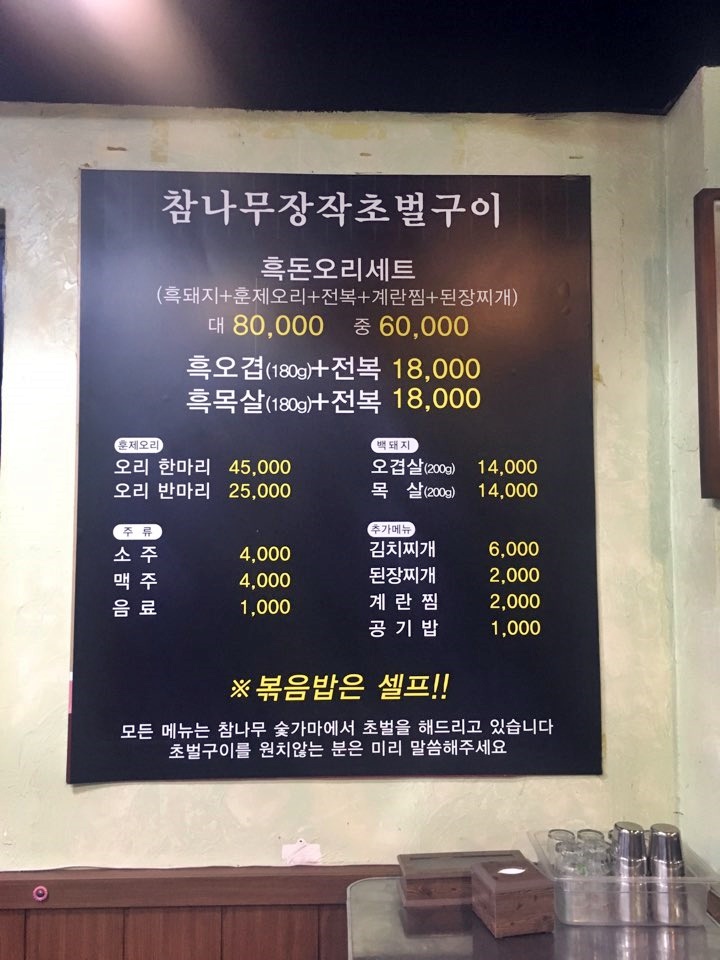 참나무장작초벌구이
흑돈오리세트
(흑돼지+훈제오리+전복+계란찜+된장찌개)
대 80,000 중 60,000
흑오겹(180g)+전복 18,000
흑목살(180g)+전복 18,000
훈제오리
오리 한마리 45,000
오리 반마리 25,000
백돼지
오겹살(200g) 14,000
목 살(200g) 14,000
주 류
소 주 4,000
맥 주 4,000
음 료 1,000
추가메뉴
김치찌개 6,000
된장찌개 2,000
계 란 찜 2,000
공 기 밥 1,000
※볶음밥은 셀프!!
모든 메뉴는 참나무 숯가마에서 초벌을 해드리고 있습니다
초벌구이를 원치않는 분은 미리 말씀해주세요